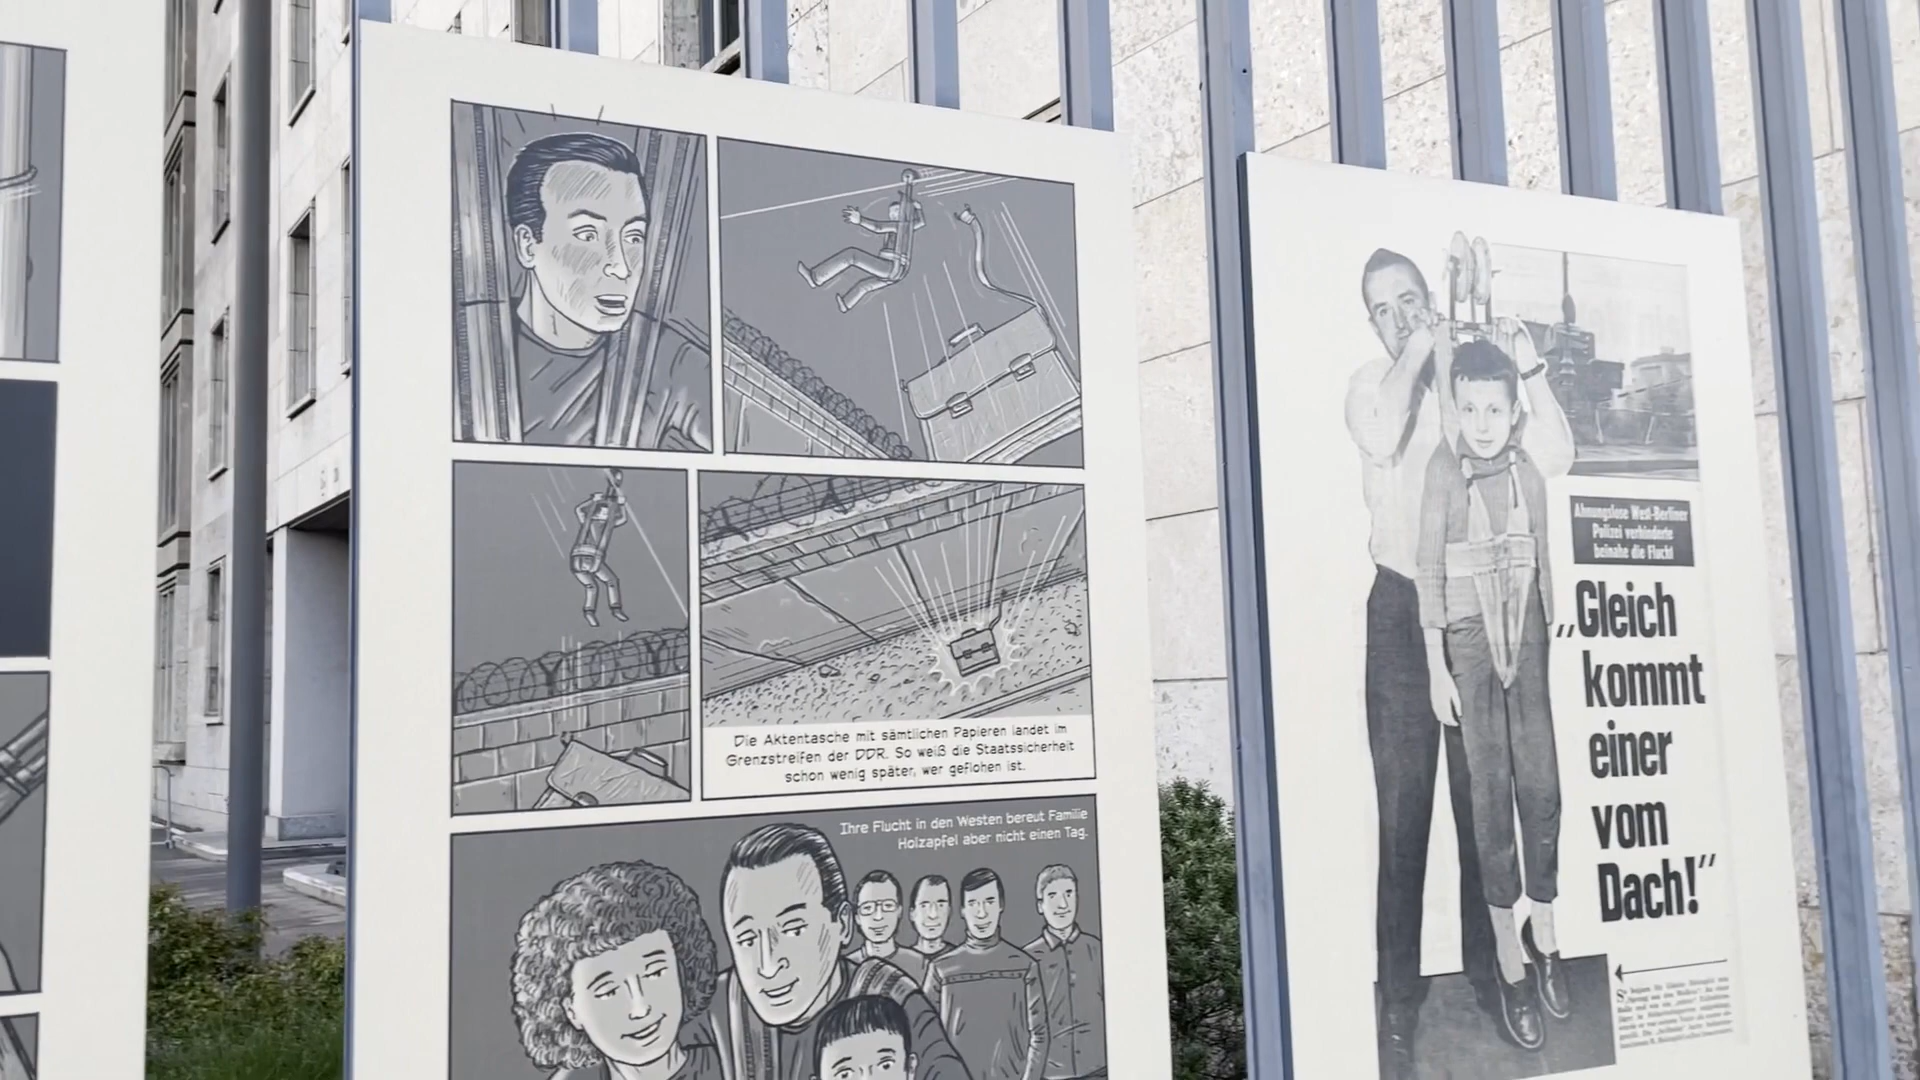 Die Aktentasche mit sämtlichen Papieren landet im
Grenzstreifen der DDR. So weiß die Staatssicherheit
schon wenig später, wer geflohen ist.
Ihre Flucht in den Westen bereut Familie
Holzapfel aber nicht einen Tag.
Ahnungslose West-Berliner
Polizei verhinderte
beinahe die Flucht
„Gleich
kommt
einer
vom
Dach!“